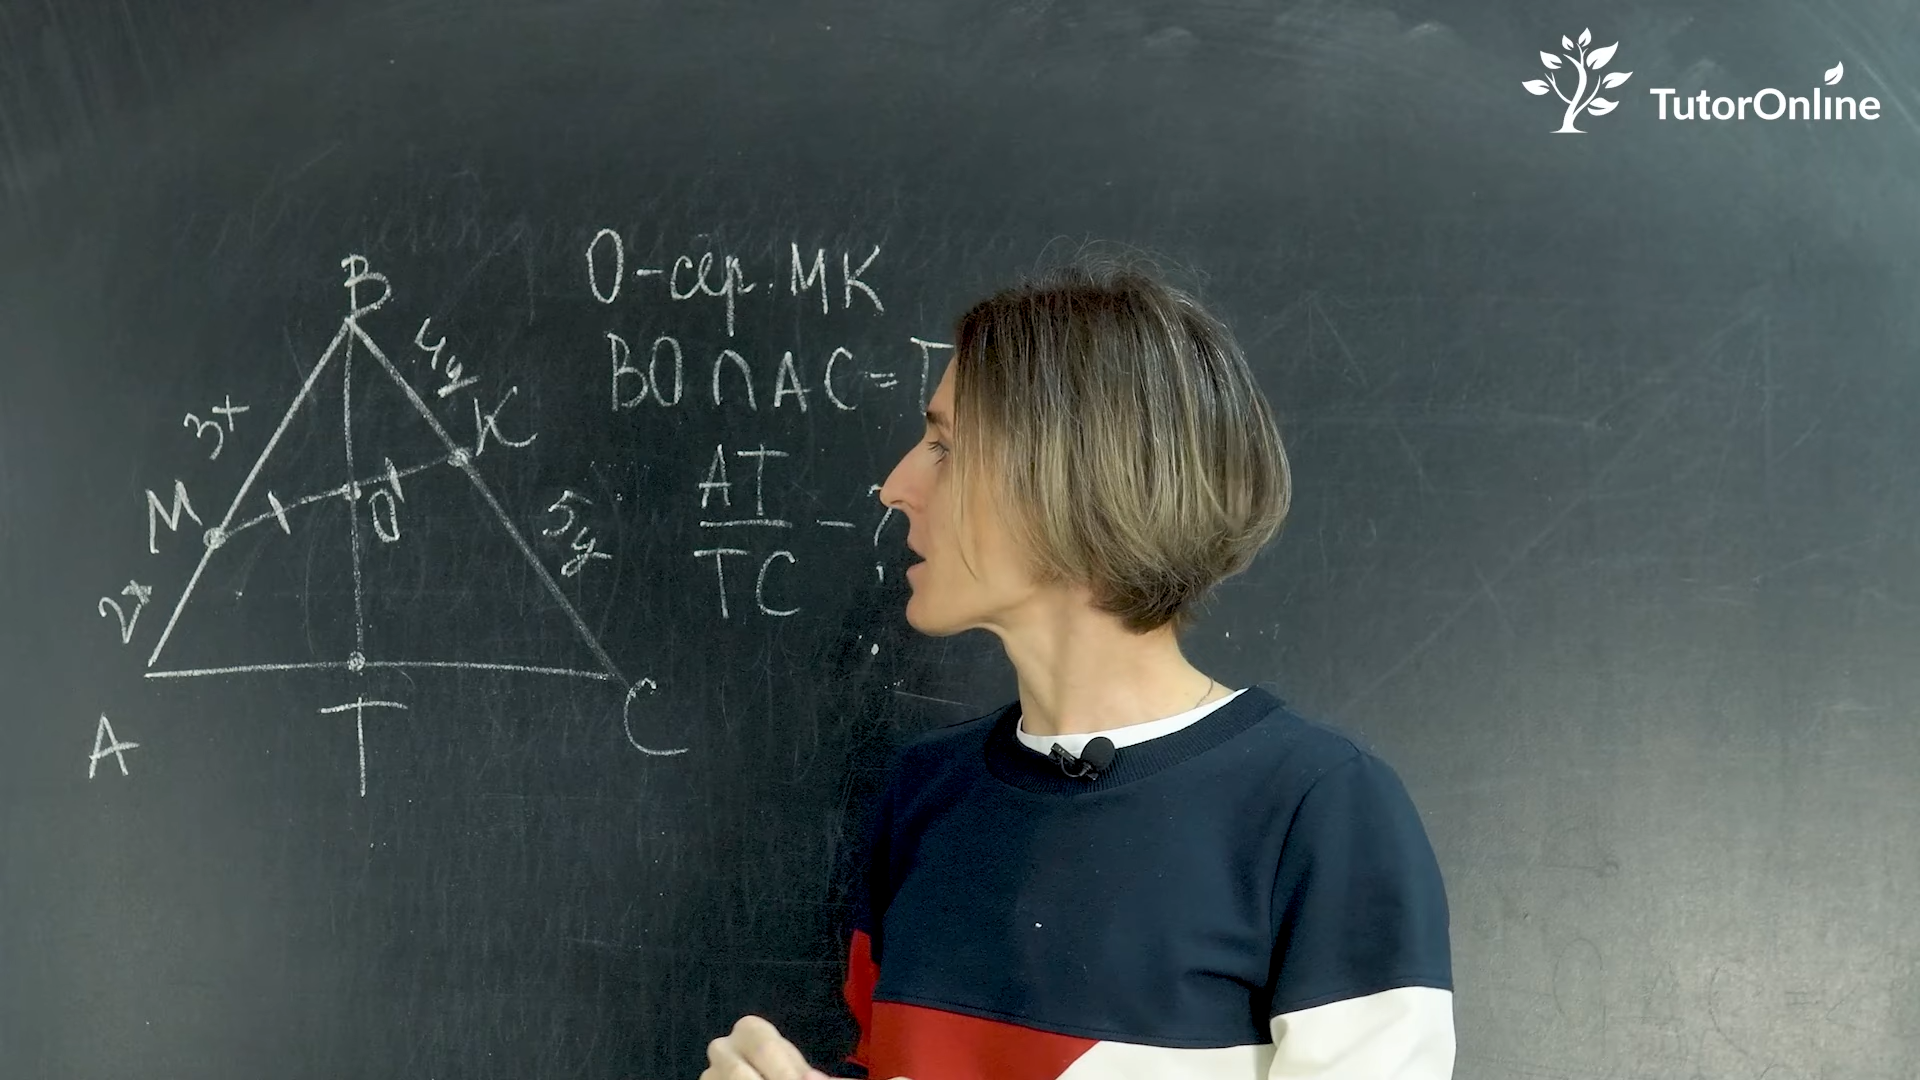 TutorOnline
B
O-сер. MK
4y
BO∩AC=T
3x
K
M
O
AT
— - ?
TC
5y
2x
T
C
A